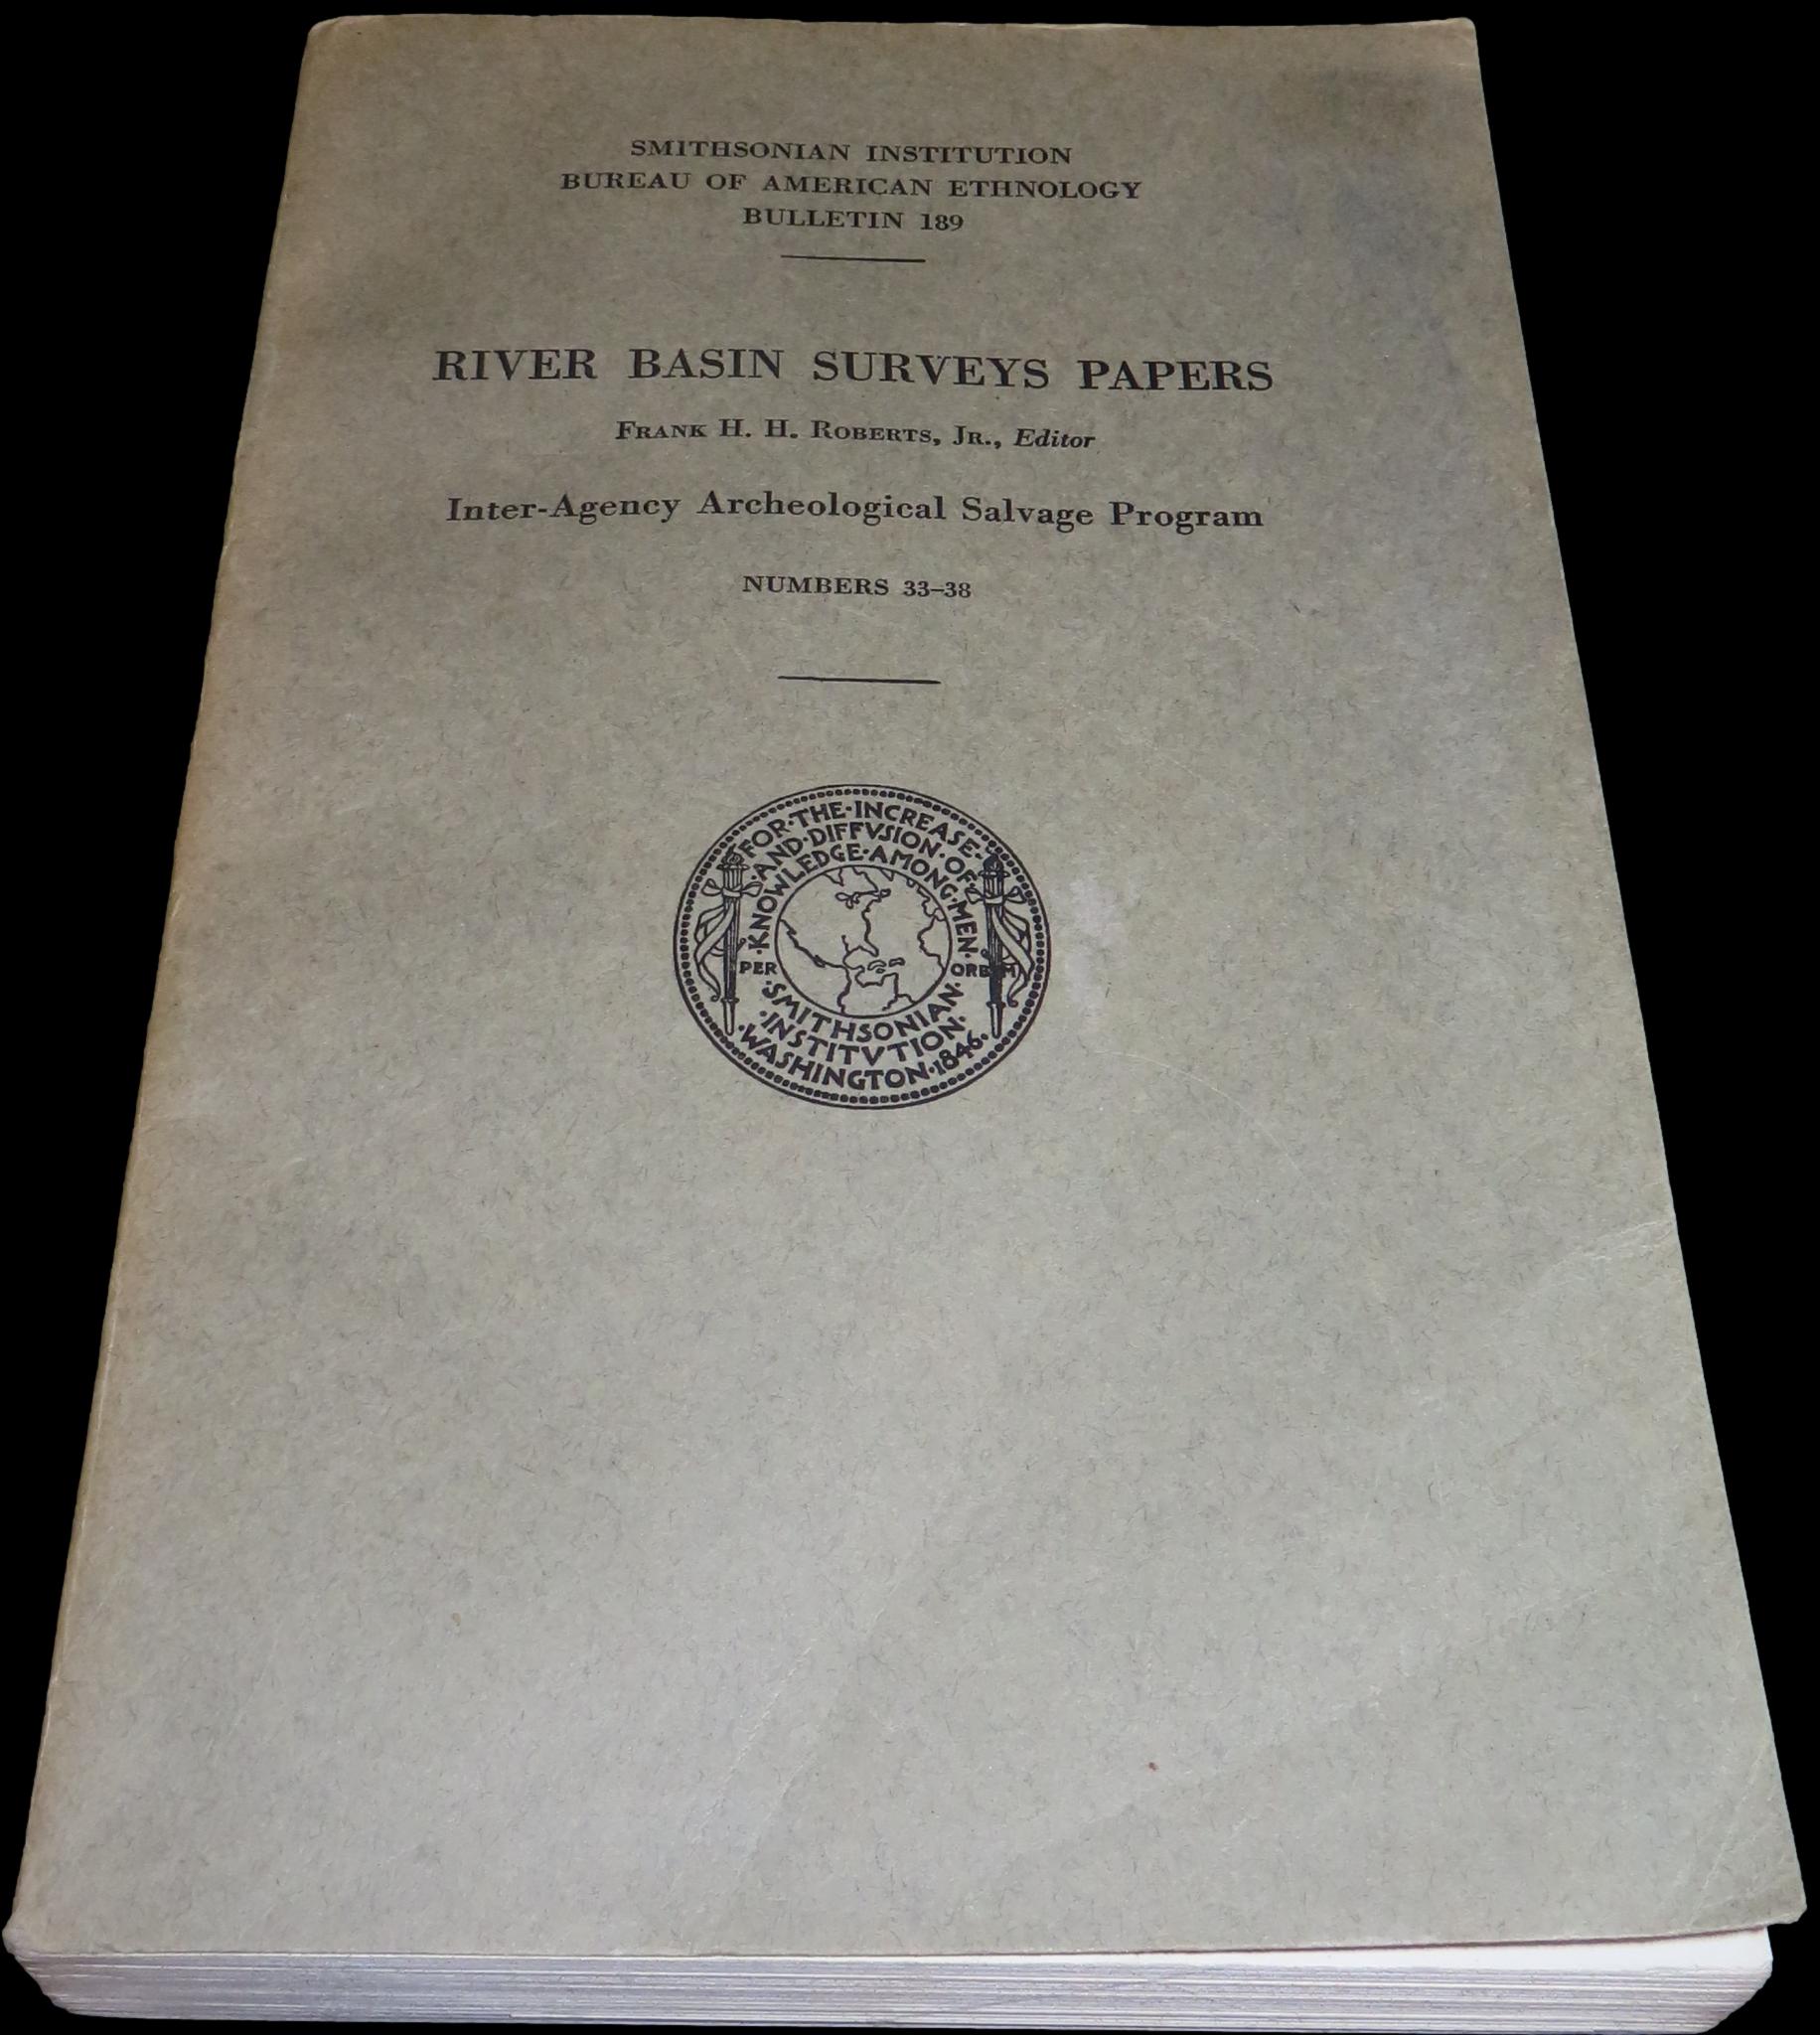 SMITHSONIAN INSTITUTION
BUREAU OF AMERICAN ETHNOLOGY
BULLETIN 189
RIVER BASIN SURVEYS PAPERS
FRANK H. H. ROBERTS, JR., Editor
Inter-Agency Archeological Salvage Program
NUMBERS 33–38
FOR·THE·INCREASE·
·AND·DIFFVSION·OF·
·KNOWLEDGE·AMONG·MEN·
PER ORBEM
·SMITHSONIAN·
·INSTITVTION·
·WASHINGTON·1846·